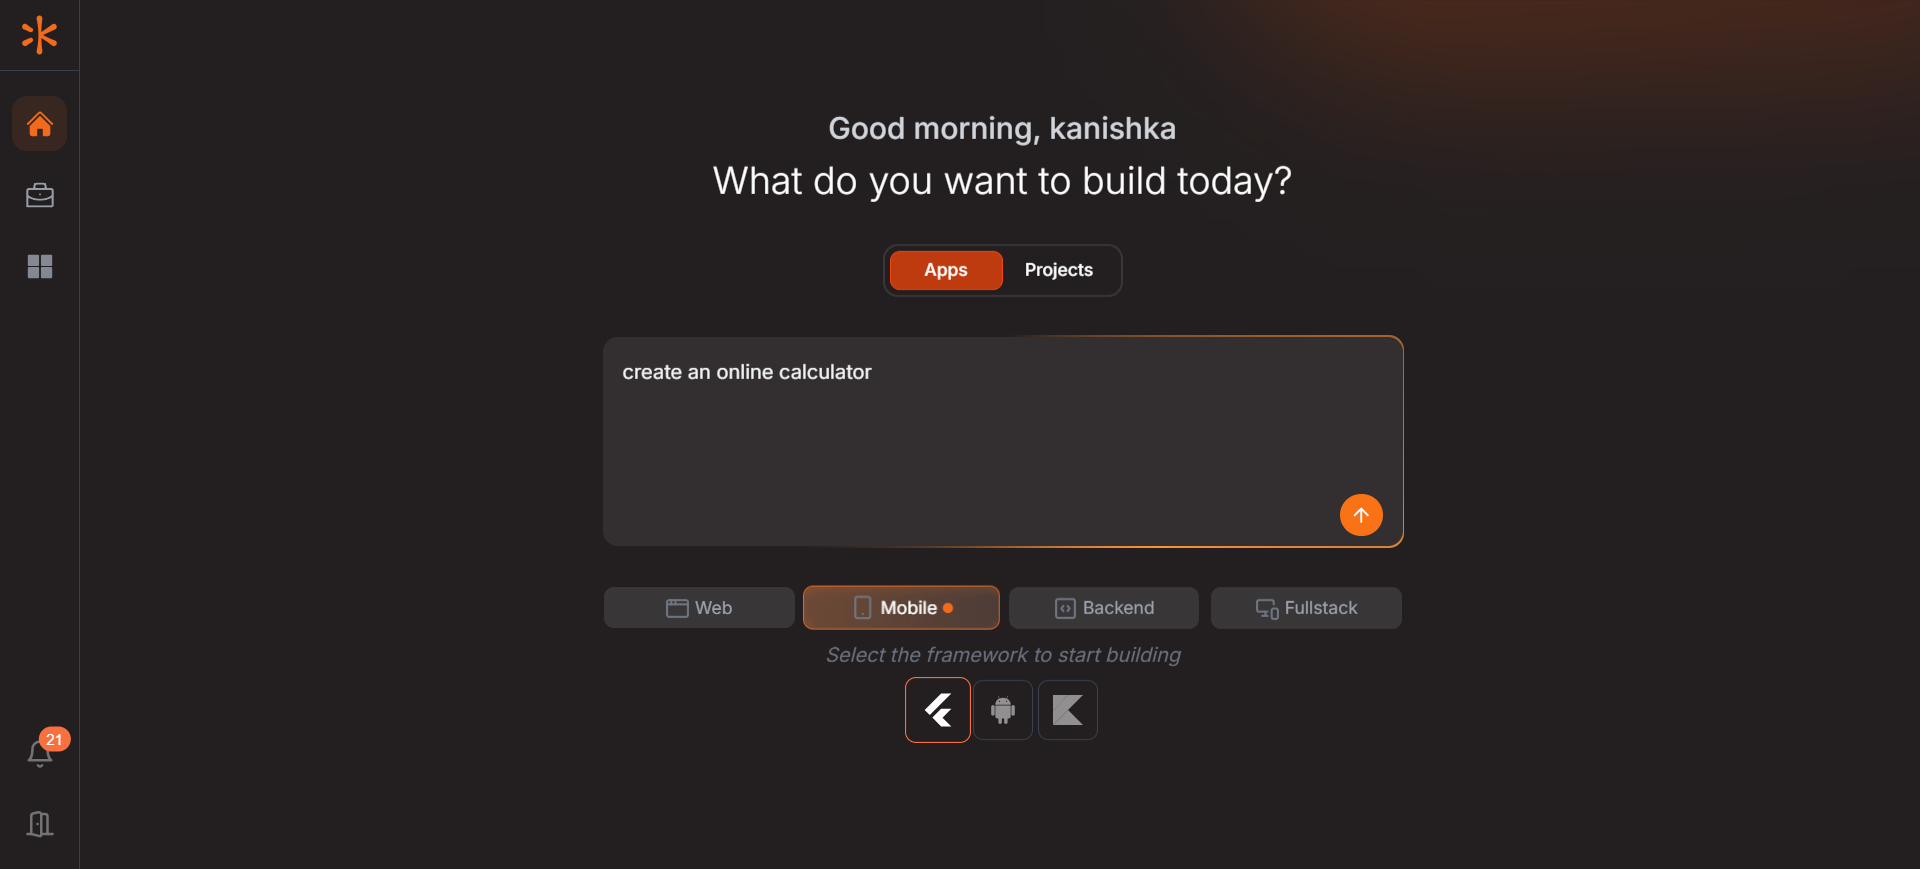 Good morning, kanishka
What do you want to build today?
Apps
Projects
create an online calculator
Web
Mobile
Backend
Fullstack
Select the framework to start building
21